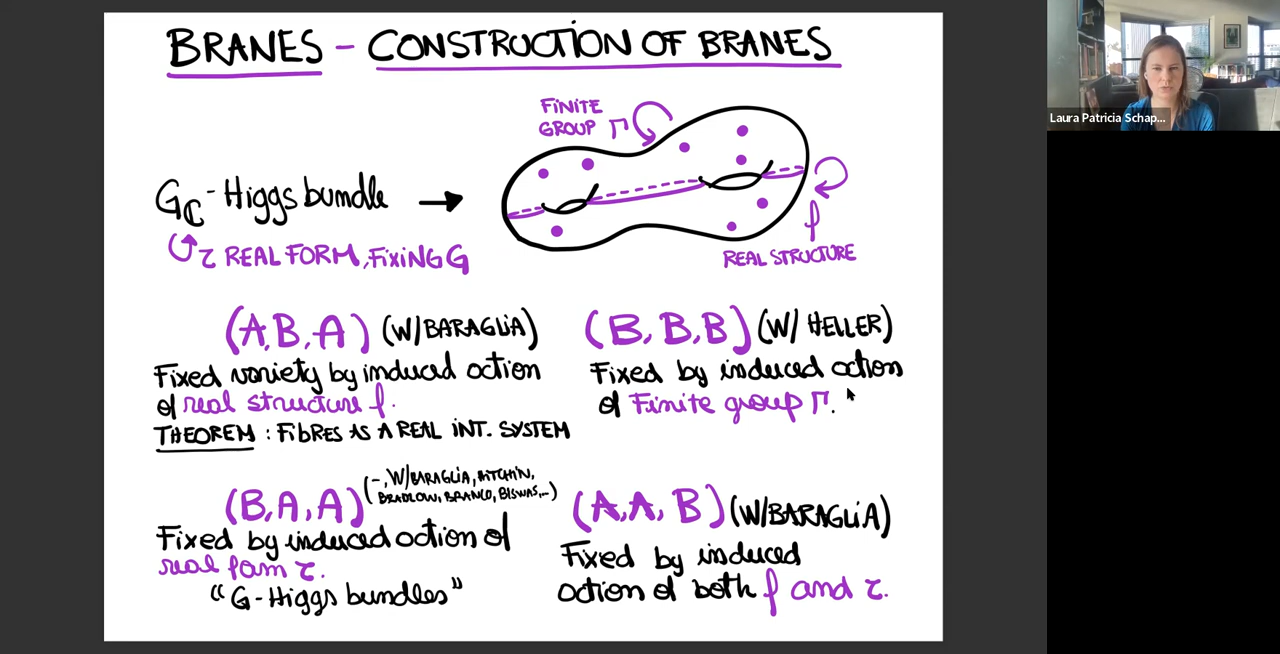 BRANES - CONSTRUCTION OF BRANES
FINITE
GROUP Γ
G_ℂ - Higgs bundle →
τ REAL FORM, FIXING G
ρ
REAL STRUCTURE
(A, B, A) (W/BARAGLIA)
Fixed variety by induced action
of real structure ρ.
THEOREM : FIBRES AS A REAL INT. SYSTEM
(B, B, B) (W/ HELLER)
Fixed by induced action
of Finite group Γ.
(B, A, A) (-, W/BARAGLIA, HITCHIN,
BRADLOW, BRANCO, BISWAS, ...)
Fixed by induced action of
real form τ.
"G-Higgs bundles"
(A, A, B) (W/BARAGLIA)
Fixed by induced
action of both ρ and τ.
Laura Patricia Schap...